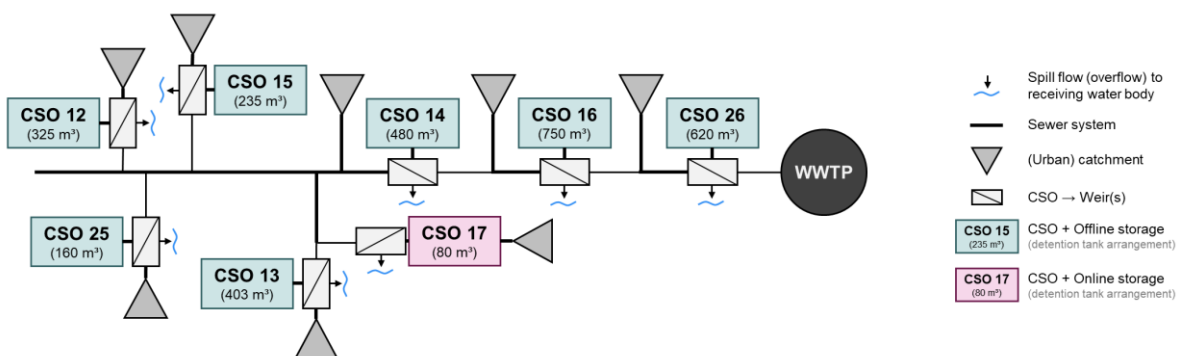 CSO 12
(325 m³)
CSO 15
(235 m³)
CSO 14
(480 m³)
CSO 16
(750 m³)
CSO 26
(620 m³)
WWTP
CSO 25
(160 m³)
CSO 13
(403 m³)
CSO 17
(80 m³)
Spill flow (overflow) to
receiving water body
Sewer system
(Urban) catchment
CSO → Weir(s)
CSO 15
(235 m³)
CSO + Offline storage
(detention tank arrangement)
CSO 17
(80 m³)
CSO + Online storage
(detention tank arrangement)